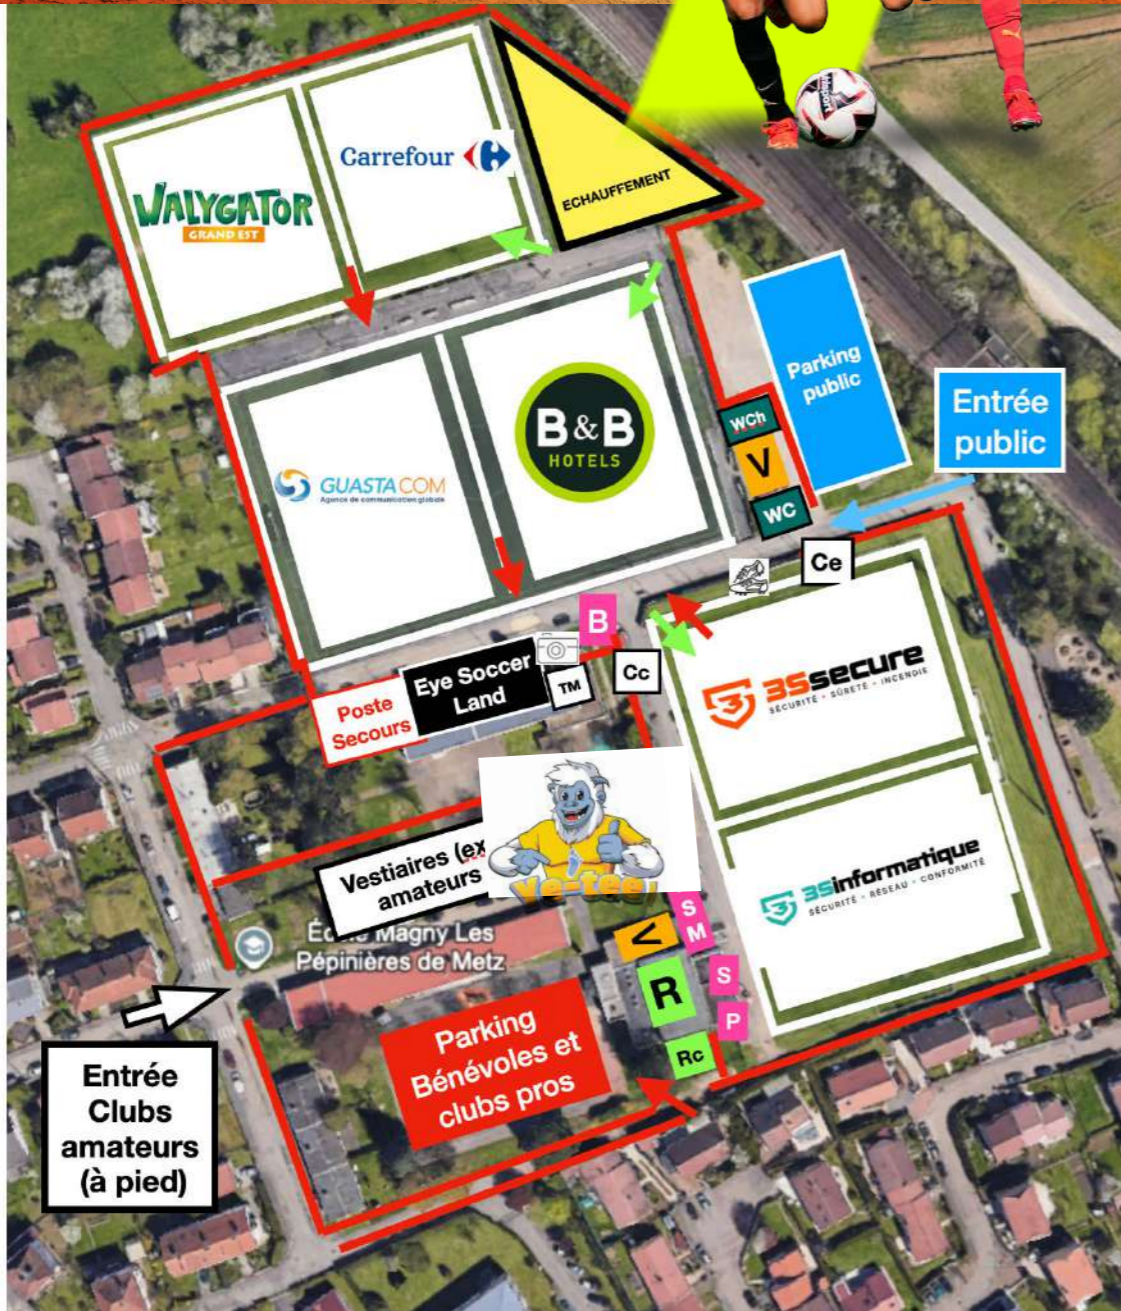 Carrefour
WALYGATOR
GRAND EST
ECHAUFFEMENT
Parking
public
Entrée
public
B&B
HOTELS
WCh
V
WC
GUASTACOM
Agence de communication globale
Ce
B
Cc
Eye Soccer
Land
TM
Poste
Secours
3Ssecure
SÉCURITÉ • SÛRETÉ • INCENDIE
Vestiaires (ex
amateurs
ye-tee
3Sinformatique
SÉCURITÉ • RÉSEAU • CONFORMITÉ
S
M
V
École Magny Les
Pépinières de Metz
R
S
P
Rc
Parking
Bénévoles et
clubs pros
Entrée
Clubs
amateurs
(à pied)